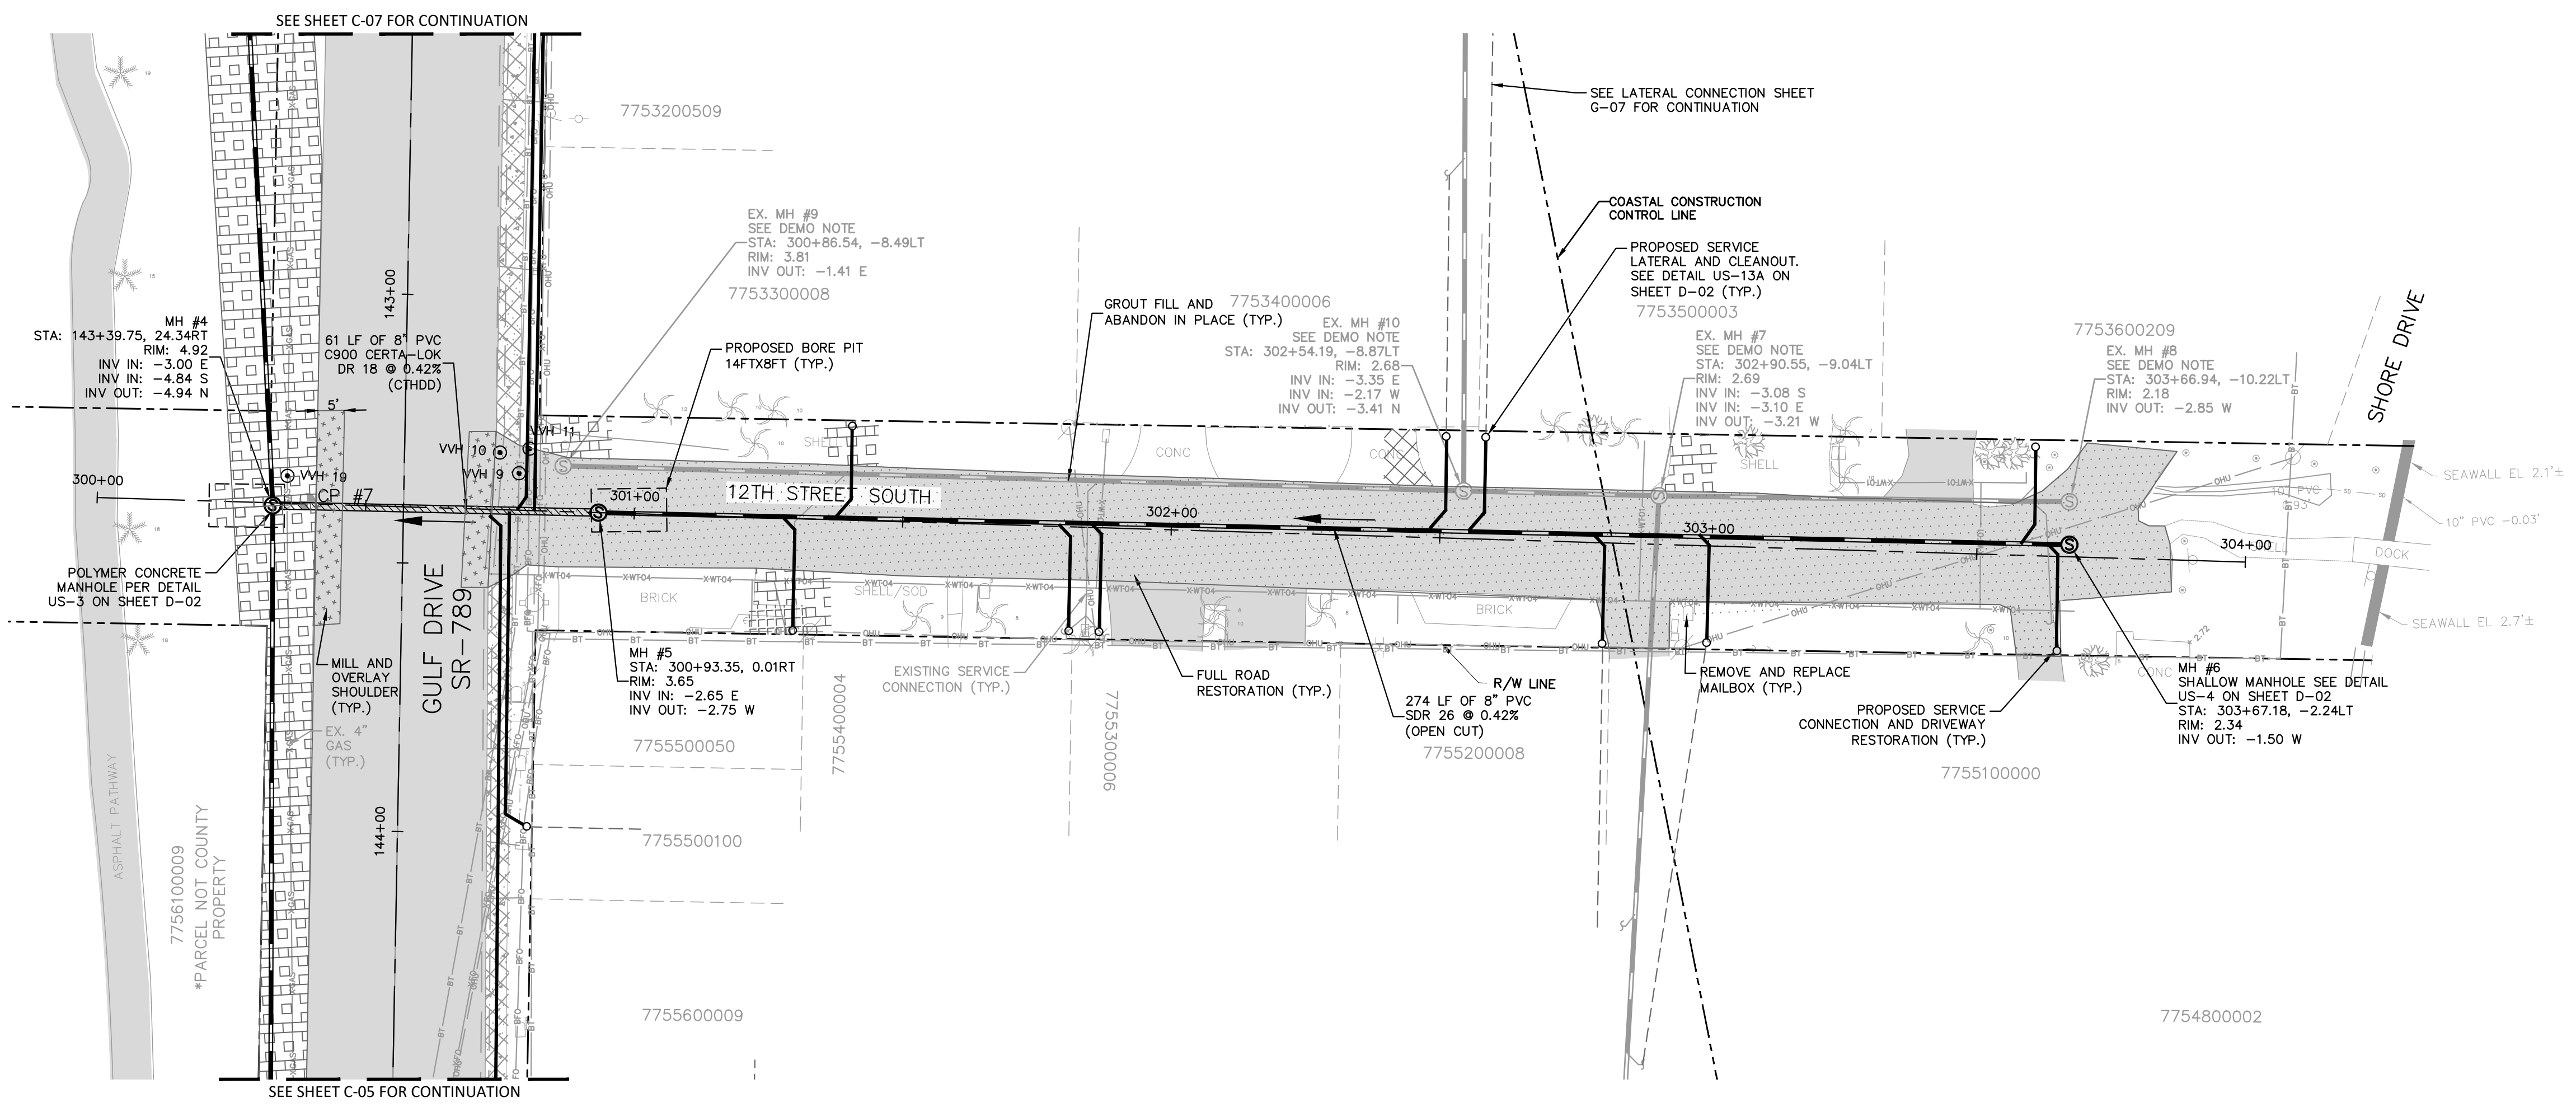 SEE SHEET C-07 FOR CONTINUATION
7753200509
143+00
SEE LATERAL CONNECTION SHEET
G-07 FOR CONTINUATION
COASTAL CONSTRUCTION
CONTROL LINE
PROPOSED SERVICE
LATERAL AND CLEANOUT.
SEE DETAIL US-13A ON
SHEET D-02 (TYP.)
7753500003
EX. MH #9
SEE DEMO NOTE
STA: 300+86.54, -8.49LT
RIM: 3.81
INV OUT: -1.41 E
7753300008
GROUT FILL AND
ABANDON IN PLACE (TYP.)
7753400006
EX. MH #10
SEE DEMO NOTE
STA: 302+54.19, -8.87LT
RIM: 2.68
INV IN: -3.35 E
INV IN: -2.17 W
INV OUT: -3.41 N
EX. MH #7
SEE DEMO NOTE
STA: 302+90.55, -9.04LT
RIM: 2.69
INV IN: -3.08 S
INV IN: -3.10 E
INV OUT: -3.21 W
7753600209
EX. MH #8
SEE DEMO NOTE
STA: 303+66.94, -10.22LT
RIM: 2.18
INV OUT: -2.85 W
SHORE DRIVE
MH #4
STA: 143+39.75, 24.34RT
RIM: 4.92
INV IN: -3.00 E
INV IN: -4.84 S
INV OUT: -4.94 N
61 LF OF 8" PVC
C900 CERTA-LOK
DR 18 @ 0.42%
(CTHDD)
PROPOSED BORE PIT
14FTX8FT (TYP.)
5'
VVH 11
VVH 10
VVH 9
VVH 19
CP #7
SHELL
CONC
CONC
SHELL
SEAWALL EL 2.1'±
10" PVC -0.03'
DOCK
SEAWALL EL 2.7'±
300+00
301+00
12TH STREET SOUTH
302+00
303+00
304+00
10" PVC
BRICK
SHELL/SOD
BRICK
CONC
2.72
POLYMER CONCRETE
MANHOLE PER DETAIL
US-3 ON SHEET D-02
GULF DRIVE
SR-789
MILL AND
OVERLAY
SHOULDER
(TYP.)
EX. 4"
GAS
(TYP.)
MH #5
STA: 300+93.35, 0.01RT
RIM: 3.65
INV IN: -2.65 E
INV OUT: -2.75 W
EXISTING SERVICE
CONNECTION (TYP.)
FULL ROAD
RESTORATION (TYP.)
R/W LINE
274 LF OF 8" PVC
SDR 26 @ 0.42%
(OPEN CUT)
REMOVE AND REPLACE
MAILBOX (TYP.)
PROPOSED SERVICE
CONNECTION AND DRIVEWAY
RESTORATION (TYP.)
MH #6
SHALLOW MANHOLE SEE DETAIL
US-4 ON SHEET D-02
STA: 303+67.18, -2.24LT
RIM: 2.34
INV OUT: -1.50 W
7755500050
7755400004
7755300006
7755200008
7755100000
144+00
7755500100
ASPHALT PATHWAY
7756100009
*PARCEL NOT COUNTY
PROPERTY
7755600009
7754800002
SEE SHEET C-05 FOR CONTINUATION